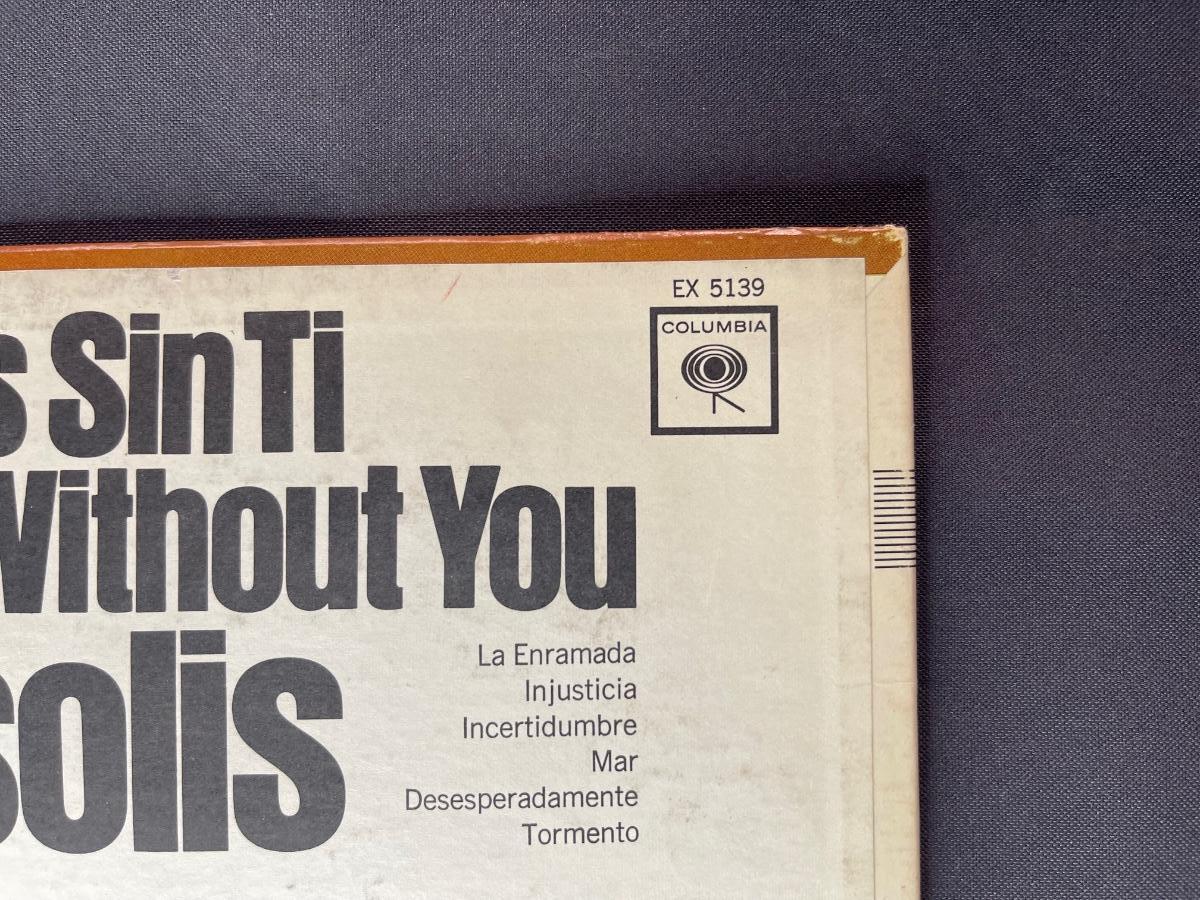 EX 5139
COLUMBIA
s Sin Ti
Without You
solis
La Enramada
Injusticia
Incertidumbre
Mar
Desesperadamente
Tormento